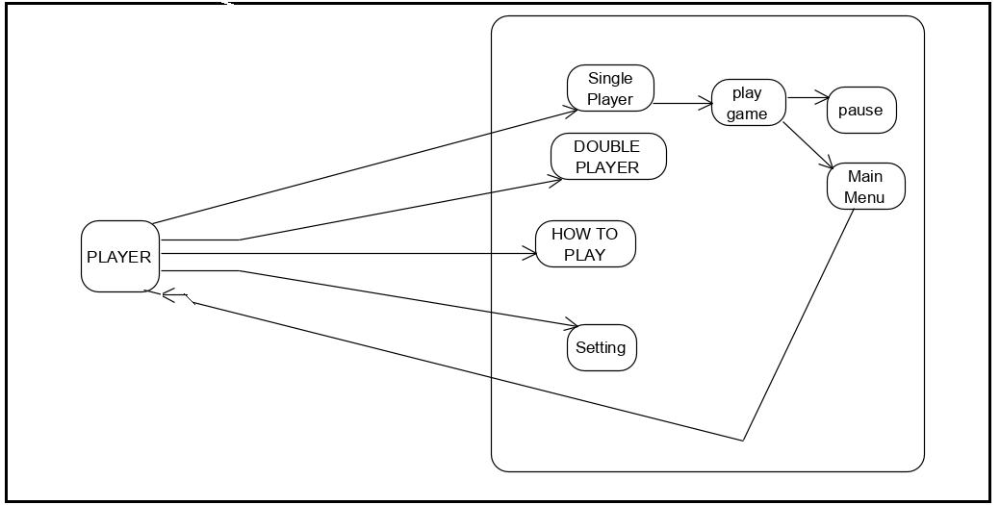 Single
Player
play
game
pause
DOUBLE
PLAYER
Main
Menu
PLAYER
HOW TO
PLAY
Setting